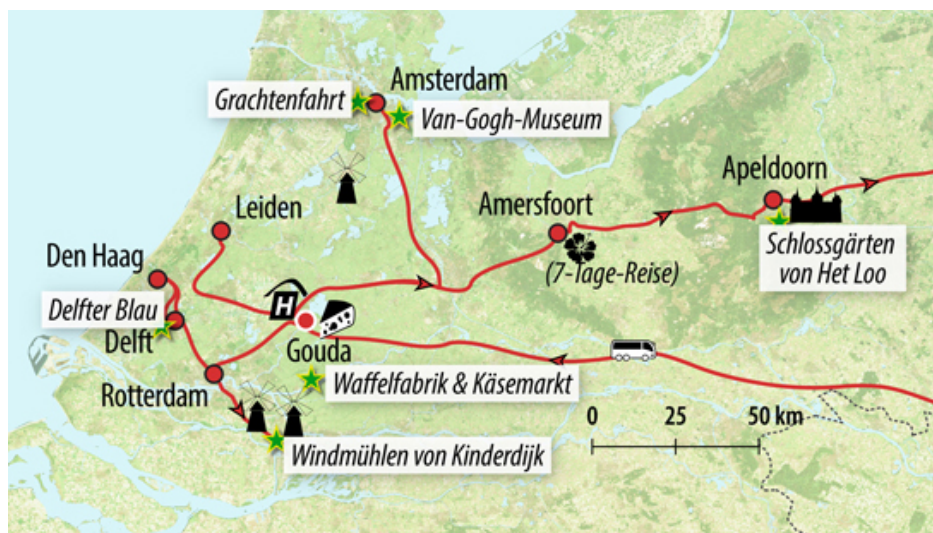 Amsterdam
Grachtenfahrt
Van-Gogh-Museum
Apeldoorn
Leiden
Amersfoort
Den Haag
(7-Tage-Reise)
Schlossgärten
von Het Loo
Delfter Blau
H
Delft
Gouda
Rotterdam
Waffelfabrik & Käsemarkt
0 25 50 km
Windmühlen von Kinderdijk